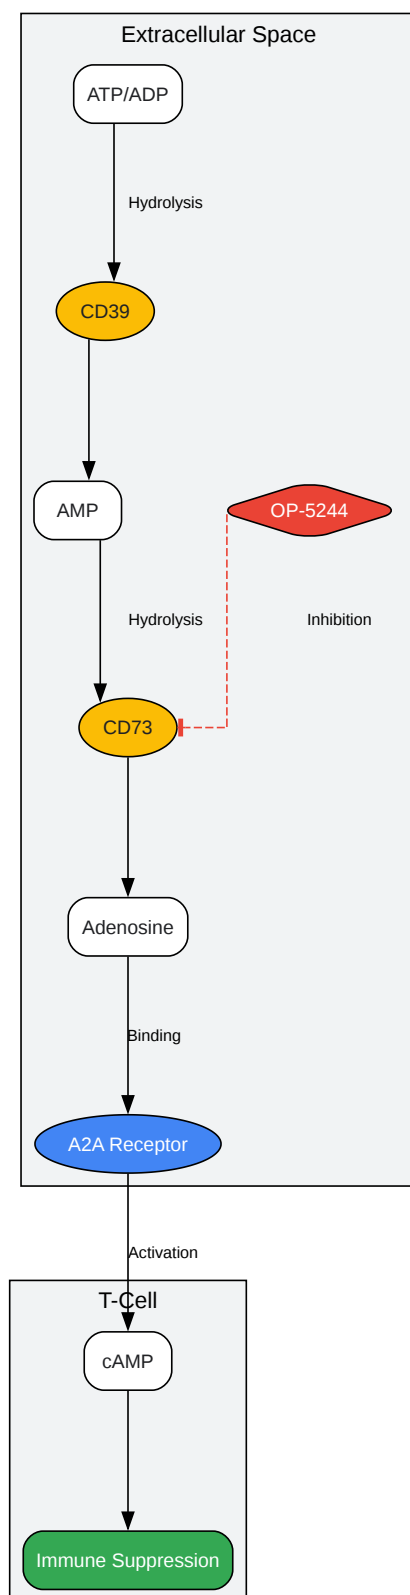 Extracellular Space
ATP/ADP
Hydrolysis
CD39
AMP
OP-5244
Hydrolysis
Inhibition
CD73
Adenosine
Binding
A2A Receptor
Activation
T-Cell
cAMP
Immune Suppression